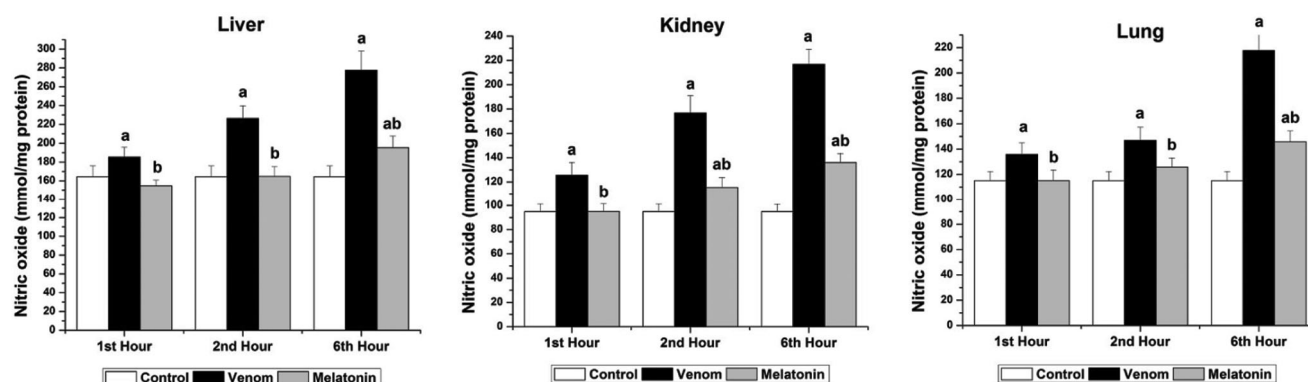 Liver
Nitric oxide (mmol/mg protein)
300
280
260
240
220
200
180
160
140
120
100
80
60
40
20
0
a
b
a
b
a
ab
1st Hour 2nd Hour 6th Hour
Control Venom Melatonin
Kidney
Nitric oxide (mmol/mg protein)
240
220
200
180
160
140
120
100
80
60
40
20
0
a
b
a
ab
a
ab
1st Hour 2nd Hour 6th Hour
Control Venom Melatonin
Lung
Nitric oxide (mmol/mg protein)
220
200
180
160
140
120
100
80
60
40
20
0
a
b
a
b
a
ab
1st Hour 2nd Hour 6th Hour
Control Venom Melatonin